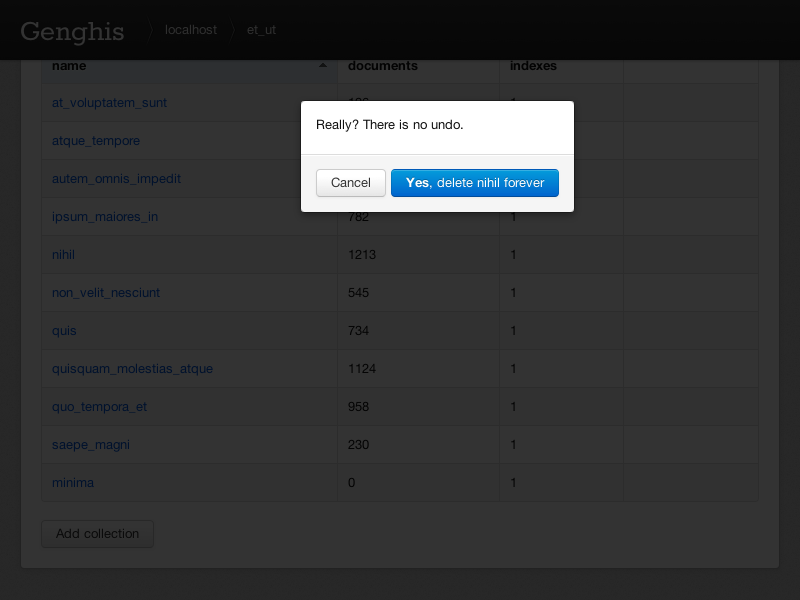 Genghis
localhost
et_ut
name documents indexes
at_voluptatem_sunt
atque_tempore
autem_omnis_impedit
Really? There is no undo.
Cancel
Yes, delete nihil forever
ipsum_maiores_in 782 1
nihil 1213 1
non_velit_nesciunt 545 1
quis 734 1
quisquam_molestias_atque 1124 1
quo_tempora_et 958 1
saepe_magni 230 1
minima 0 1
Add collection